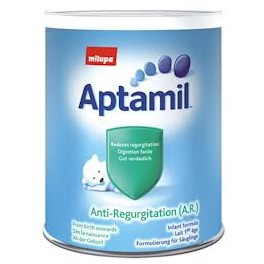 milupa
Aptamil
Reduces regurgitation
Digestion facile
Gut verdaulich
Anti-Regurgitation (A.R.)
From birth onwards
Dès la naissance
Ab der Geburt
Infant formula
Lait 1er âge
Formulierung für Säuglinge